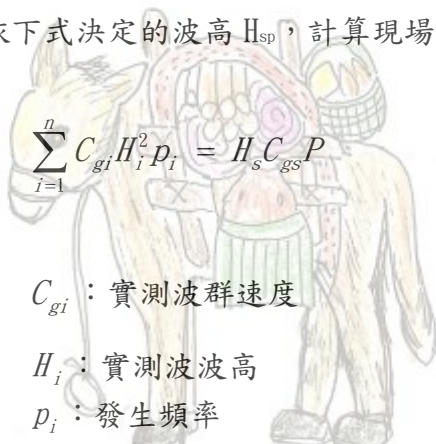 依下式決定的波高 Hsp，計算現場
\sum_{i=1}^{n} C_{gi} H_i^2 p_i = H_s C_{gs} P
C_{gi}：實測波群速度
H_i：實測波波高
p_i：發生頻率